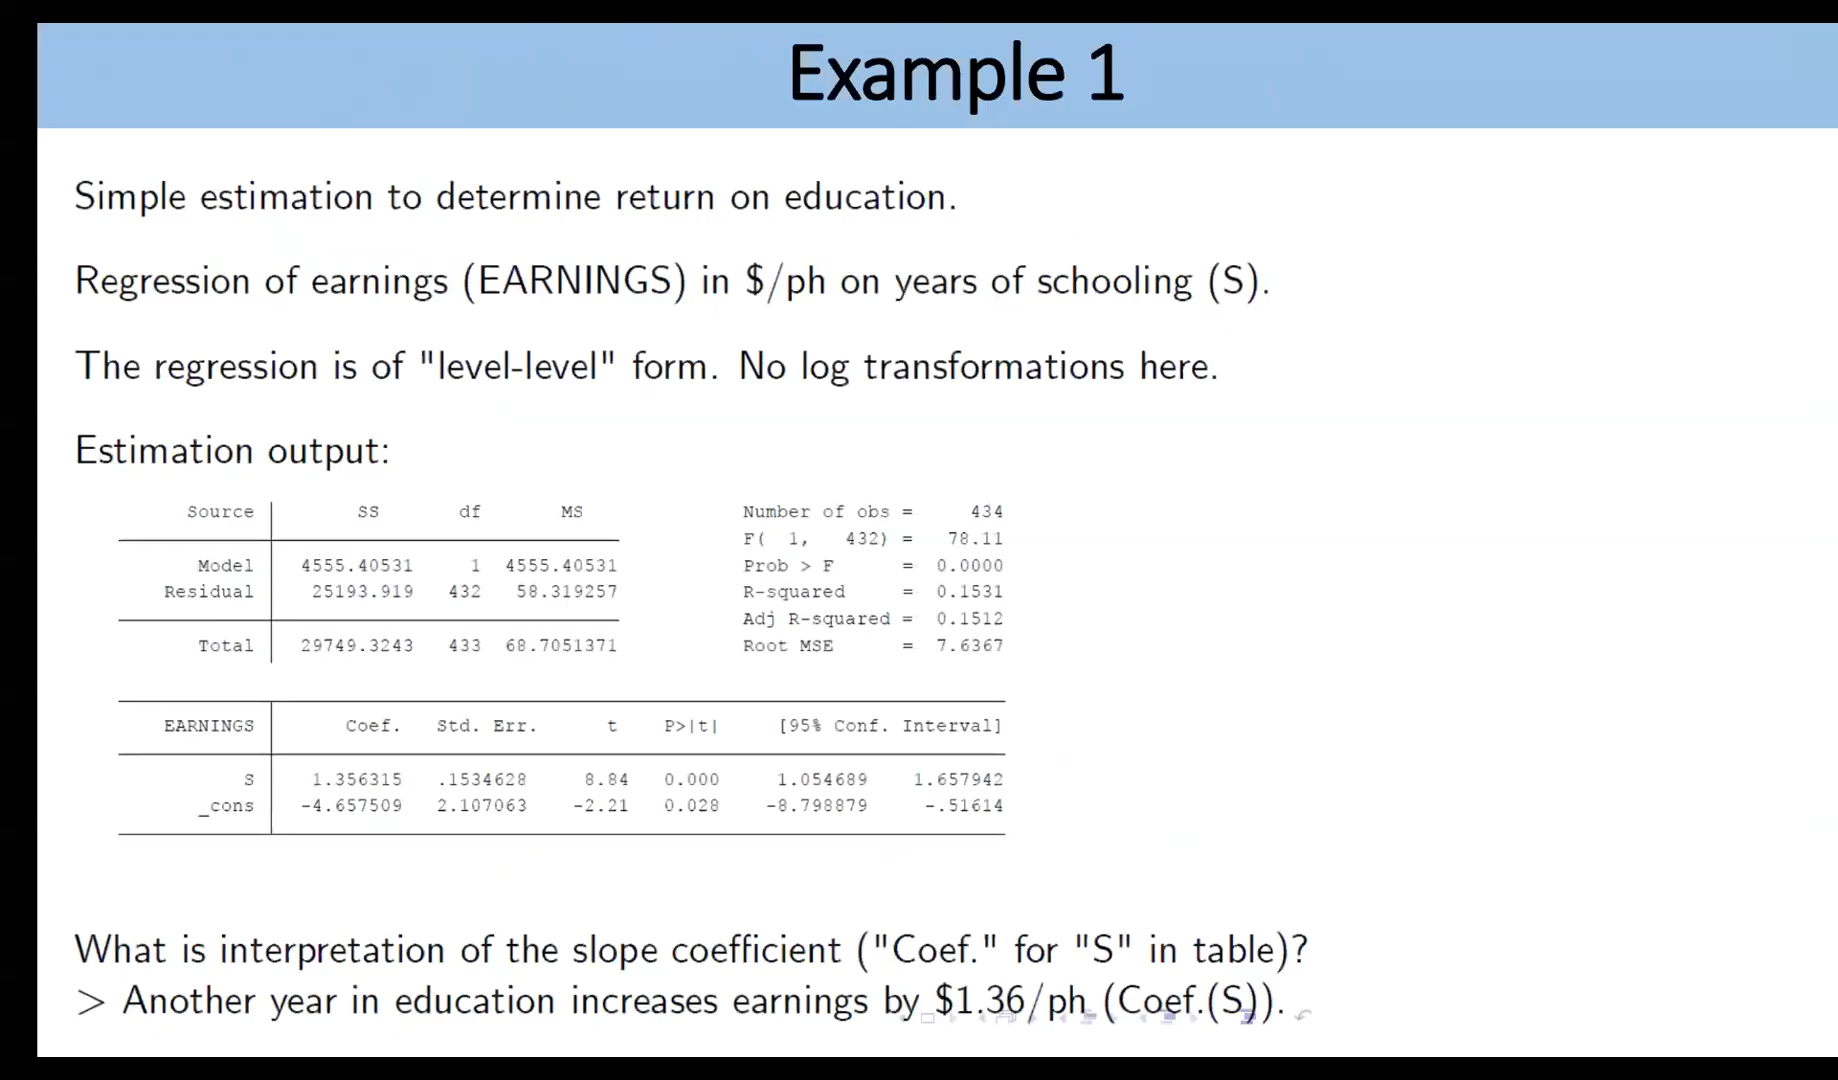 Example 1
Simple estimation to determine return on education.
Regression of earnings (EARNINGS) in $/ph on years of schooling (S).
The regression is of "level-level" form. No log transformations here.
Estimation output:
Source SS df MS Number of obs = 434
F( 1, 432) = 78.11
Model 4555.40531 1 4555.40531 Prob > F = 0.0000
Residual 25193.919 432 58.319257 R-squared = 0.1531
Adj R-squared = 0.1512
Total 29749.3243 433 68.7051371 Root MSE = 7.6367
EARNINGS Coef. Std. Err. t P>|t| [95% Conf. Interval]
S 1.356315 .1534628 8.84 0.000 1.054689 1.657942
_cons -4.657509 2.107063 -2.21 0.028 -8.798879 -.51614
What is interpretation of the slope coefficient ("Coef." for "S" in table)?
> Another year in education increases earnings by $1.36/ph (Coef.(S)).